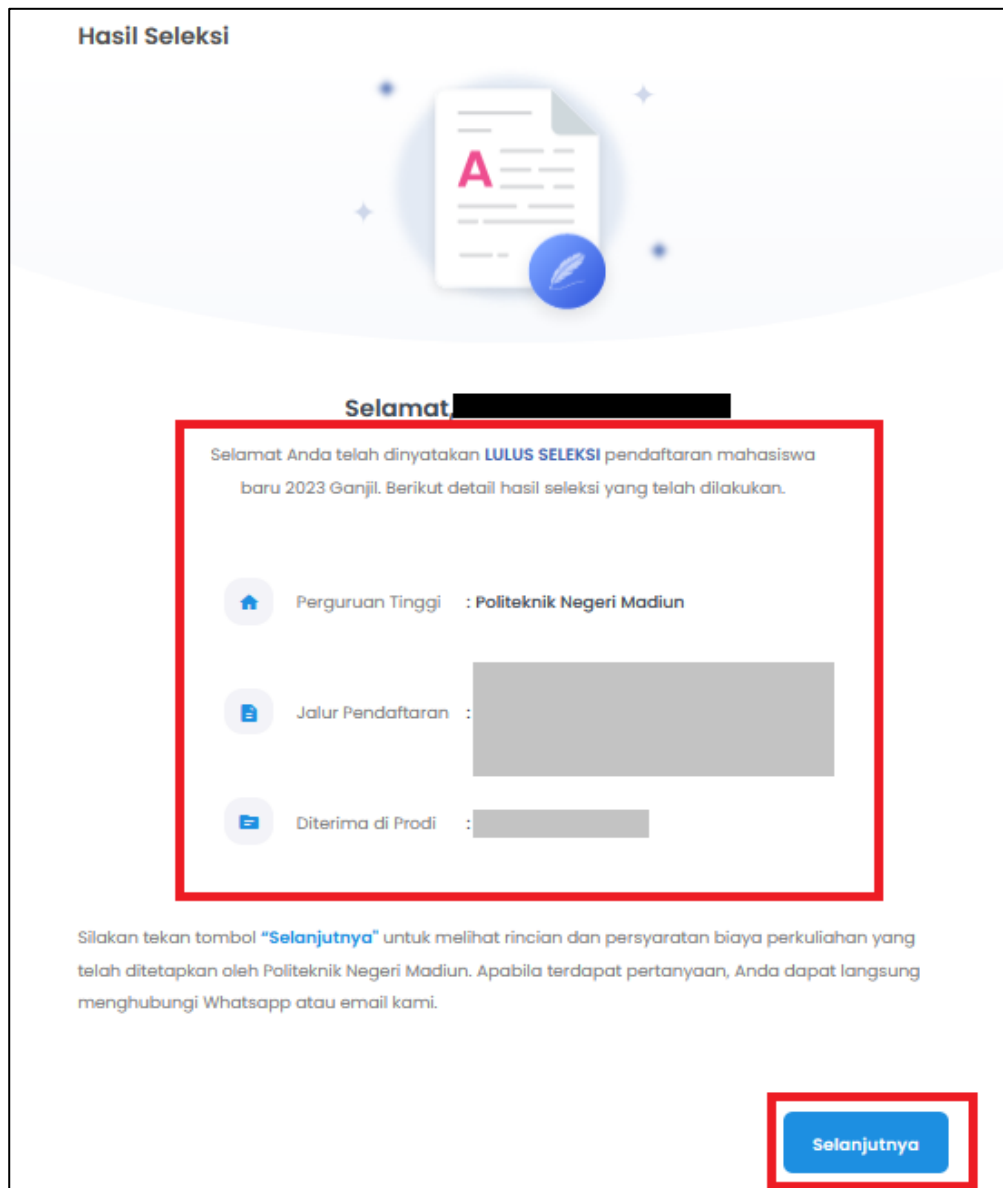 Hasil Seleksi
A
Selamat,
Selamat Anda telah dinyatakan LULUS SELEKSI pendaftaran mahasiswa
baru 2023 Ganjil. Berikut detail hasil seleksi yang telah dilakukan.
Perguruan Tinggi : Politeknik Negeri Madiun
Jalur Pendaftaran :
Diterima di Prodi :
Silakan tekan tombol “Selanjutnya" untuk melihat rincian dan persyaratan biaya perkuliahan yang
telah ditetapkan oleh Politeknik Negeri Madiun. Apabila terdapat pertanyaan, Anda dapat langsung
menghubungi Whatsapp atau email kami.
Selanjutnya